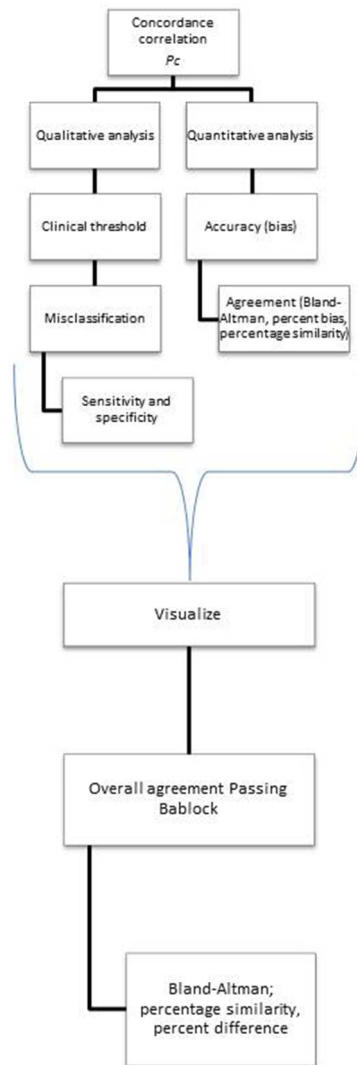 Concordance
correlation
Pc
Qualitative analysis
Quantitative analysis
Clinical threshold
Accuracy (bias)
Misclassification
Agreement (Bland-
Altman, percent bias,
percentage similarity)
Sensitivity and
specificity
Visualize
Overall agreement Passing
Bablock
Bland-Altman;
percentage similarity,
percent difference